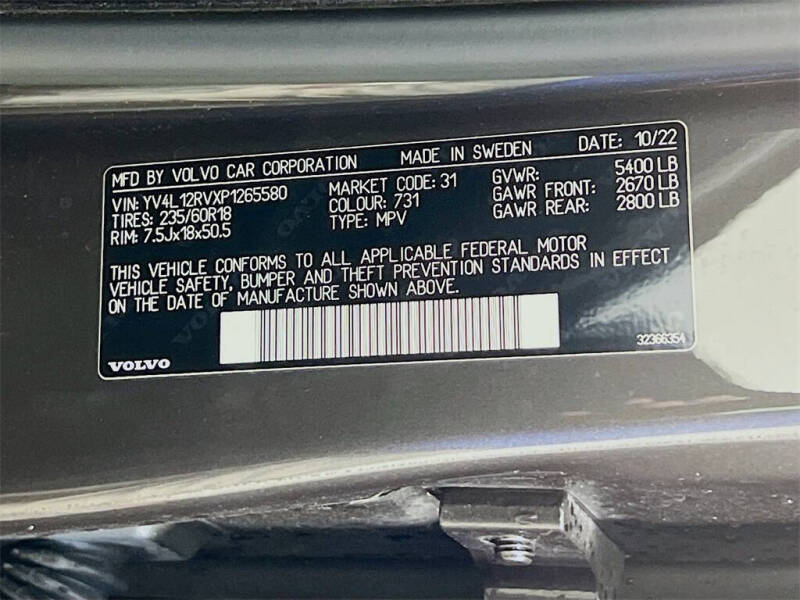 MFD BY VOLVO CAR CORPORATION MADE IN SWEDEN DATE: 10/22
VIN: YV4L12RVXP1265580 MARKET CODE: 31 GVWR: 5400 LB
TIRES: 235/60R18 COLOUR: 731 GAWR FRONT: 2670 LB
RIM: 7.5Jx18x50.5 TYPE: MPV GAWR REAR: 2800 LB
THIS VEHICLE CONFORMS TO ALL APPLICABLE FEDERAL MOTOR
VEHICLE SAFETY, BUMPER AND THEFT PREVENTION STANDARDS IN EFFECT
ON THE DATE OF MANUFACTURE SHOWN ABOVE.
VOLVO 32366354